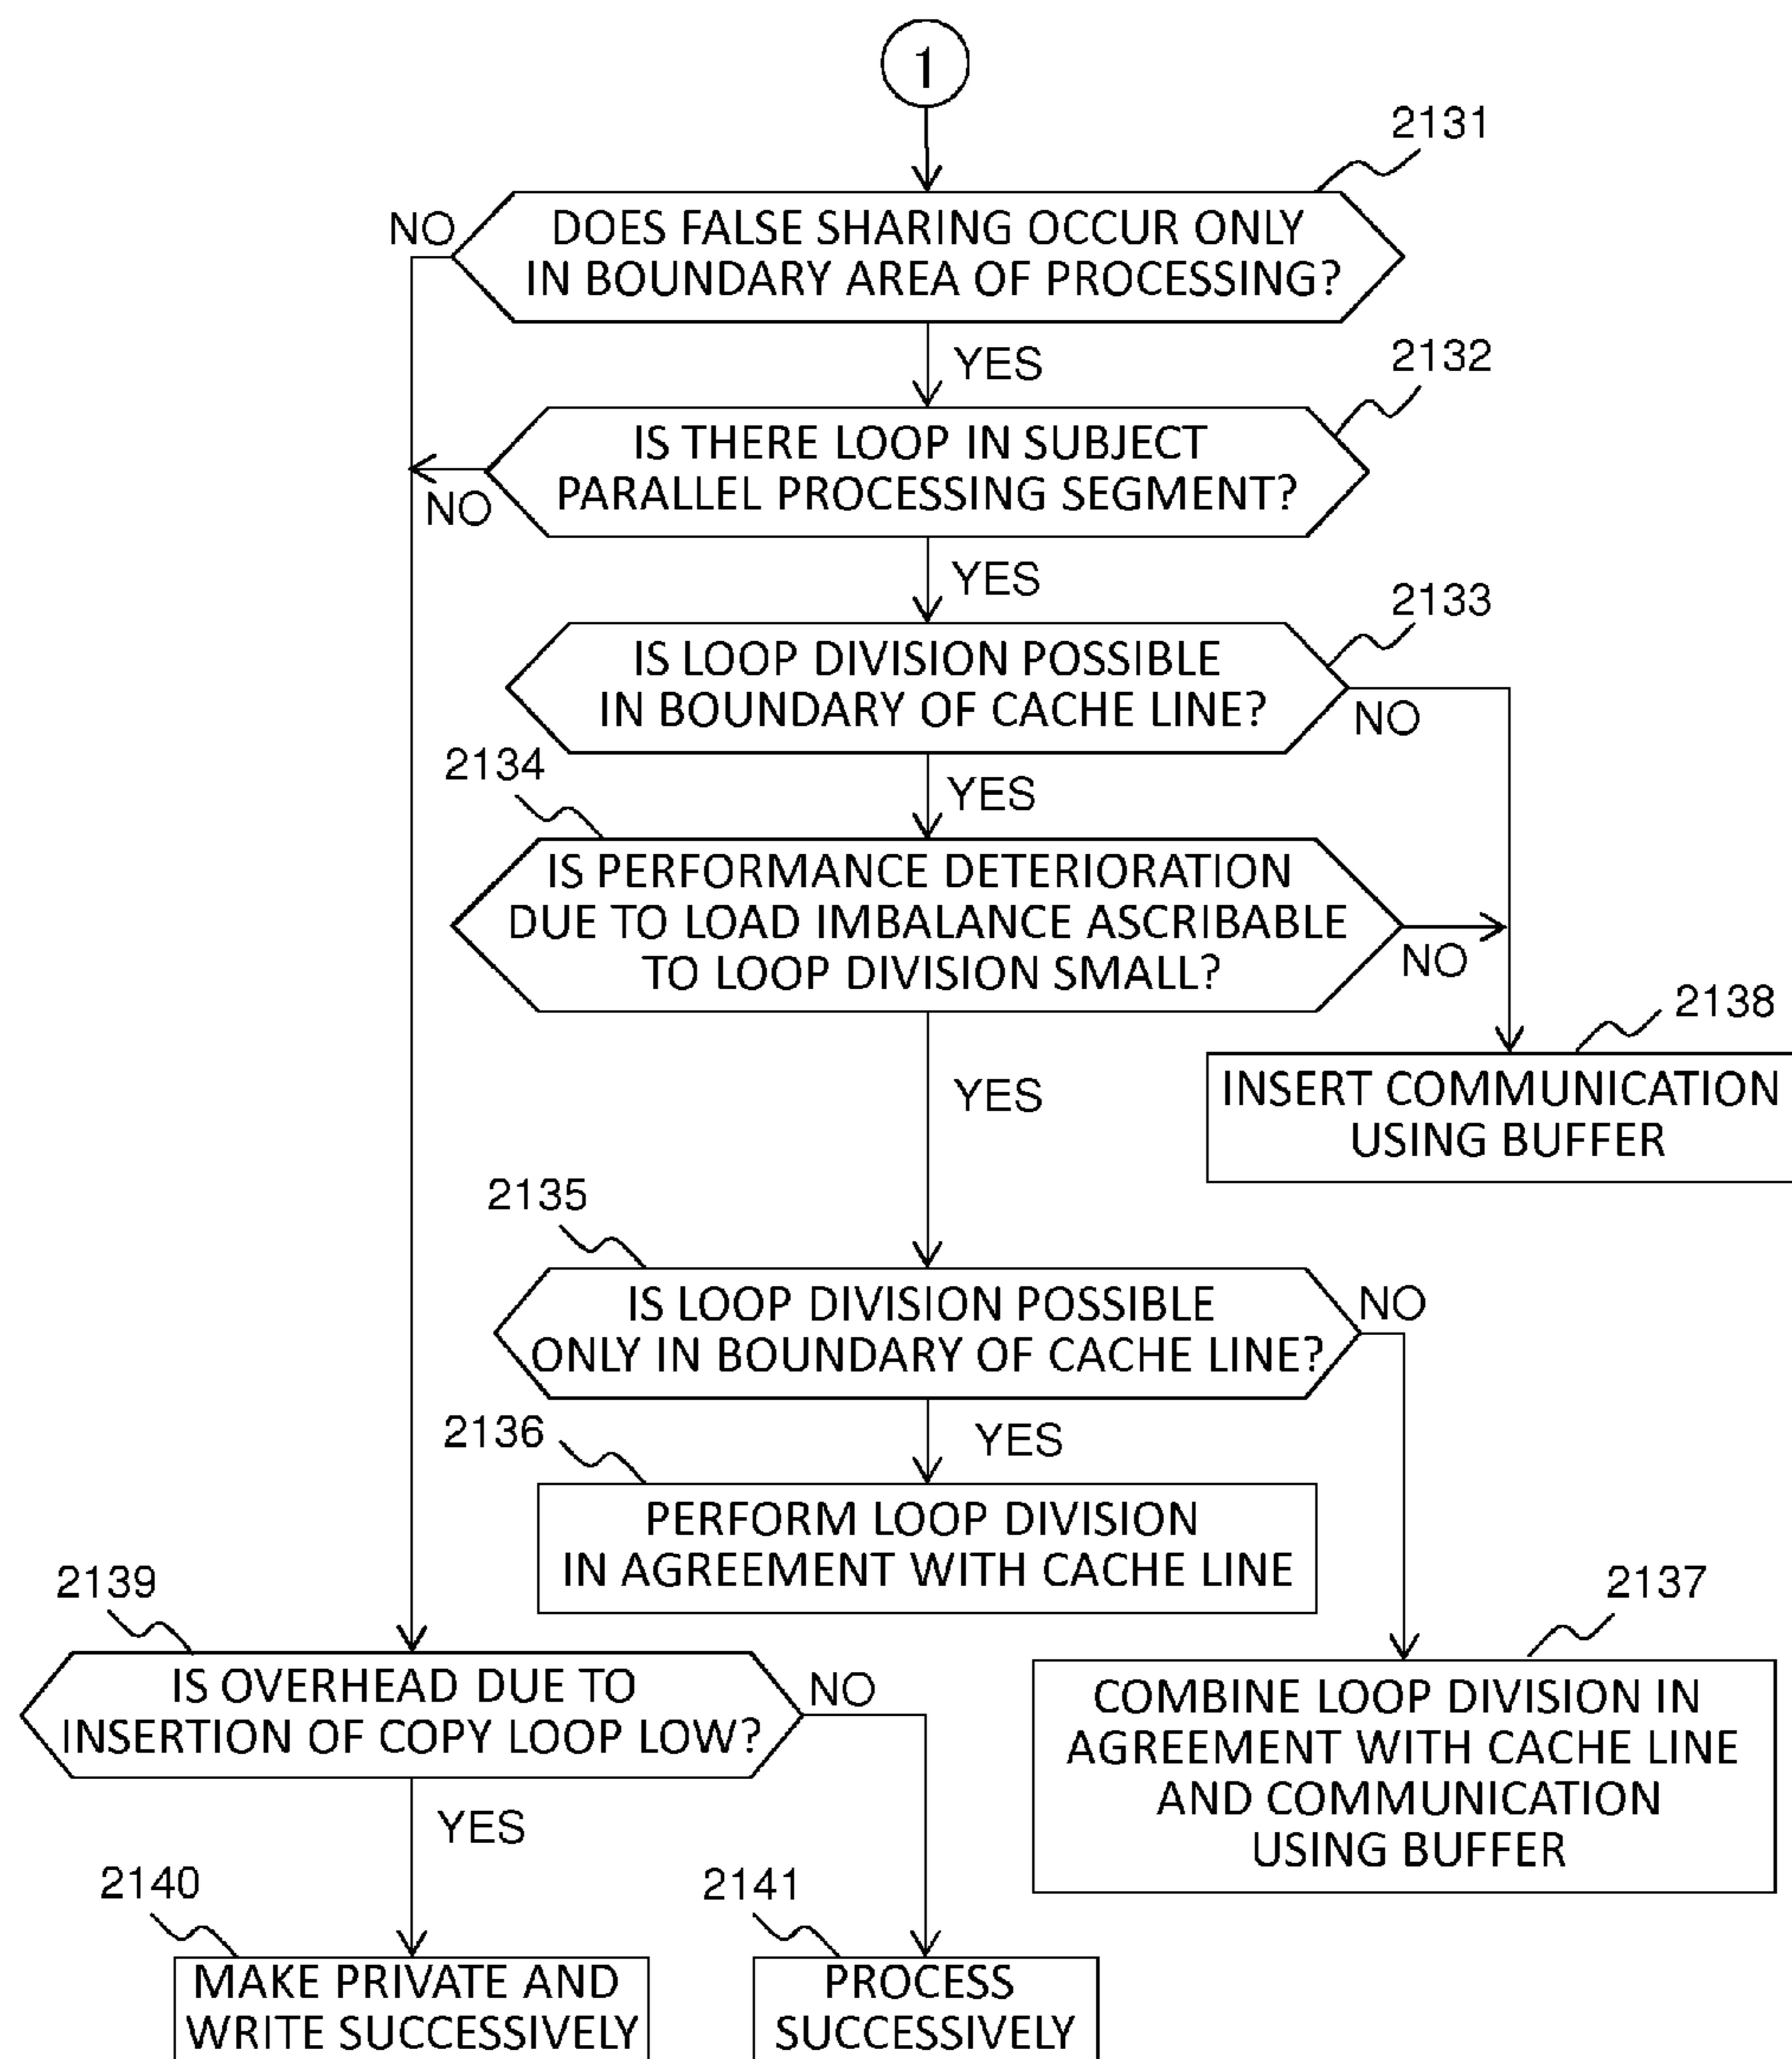 1
2131
NO
DOES FALSE SHARING OCCUR ONLY
IN BOUNDARY AREA OF PROCESSING?
YES
2132
IS THERE LOOP IN SUBJECT
PARALLEL PROCESSING SEGMENT?
NO
YES
2133
IS LOOP DIVISION POSSIBLE
IN BOUNDARY OF CACHE LINE?
NO
2134
YES
IS PERFORMANCE DETERIORATION
DUE TO LOAD IMBALANCE ASCRIBABLE
TO LOOP DIVISION SMALL?
NO
2138
INSERT COMMUNICATION
USING BUFFER
YES
2135
IS LOOP DIVISION POSSIBLE
ONLY IN BOUNDARY OF CACHE LINE?
NO
2136
YES
PERFORM LOOP DIVISION
IN AGREEMENT WITH CACHE LINE
2139
2137
IS OVERHEAD DUE TO
INSERTION OF COPY LOOP LOW?
NO
COMBINE LOOP DIVISION IN
AGREEMENT WITH CACHE LINE
AND COMMUNICATION
USING BUFFER
YES
2140
2141
MAKE PRIVATE AND
WRITE SUCCESSIVELY
PROCESS
SUCCESSIVELY